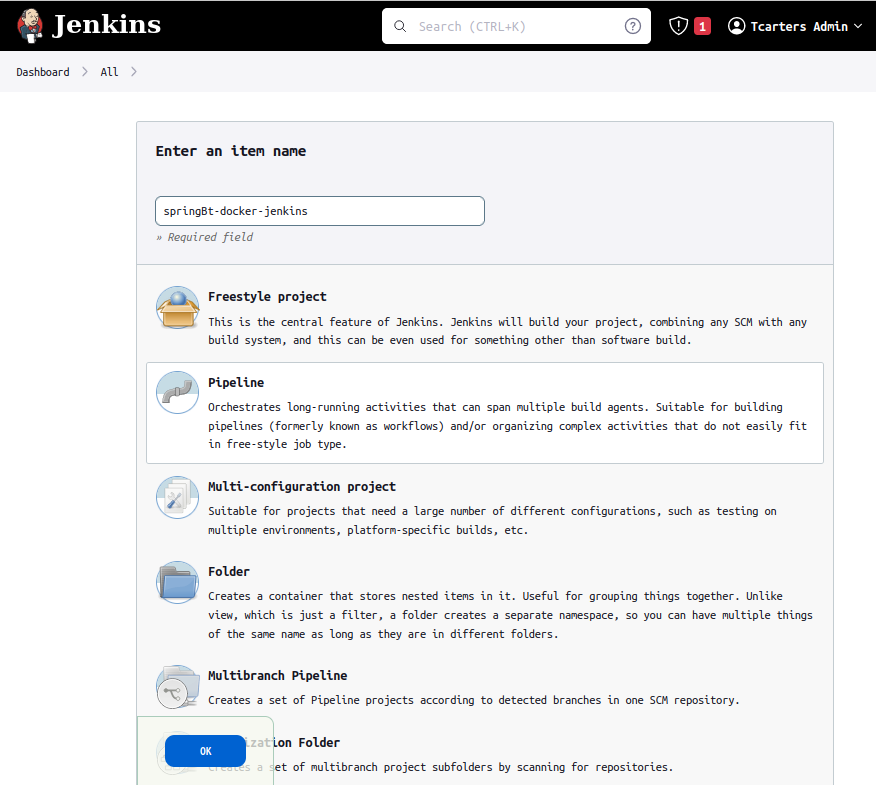 Jenkins
Search (CTRL+K)
1
Tcarters Admin
Dashboard
All
Enter an item name
springBt-docker-jenkins
» Required field
Freestyle project
This is the central feature of Jenkins. Jenkins will build your project, combining any SCM with any
build system, and this can be even used for something other than software build.
Pipeline
Orchestrates long-running activities that can span multiple build agents. Suitable for building
pipelines (formerly known as workflows) and/or organizing complex activities that do not easily fit
in free-style job type.
Multi-configuration project
Suitable for projects that need a large number of different configurations, such as testing on
multiple environments, platform-specific builds, etc.
Folder
Creates a container that stores nested items in it. Useful for grouping things together. Unlike
view, which is just a filter, a folder creates a separate namespace, so you can have multiple things
of the same name as long as they are in different folders.
Multibranch Pipeline
Creates a set of Pipeline projects according to detected branches in one SCM repository.
ization Folder
OK
Creates a set of multibranch project subfolders by scanning for repositories.